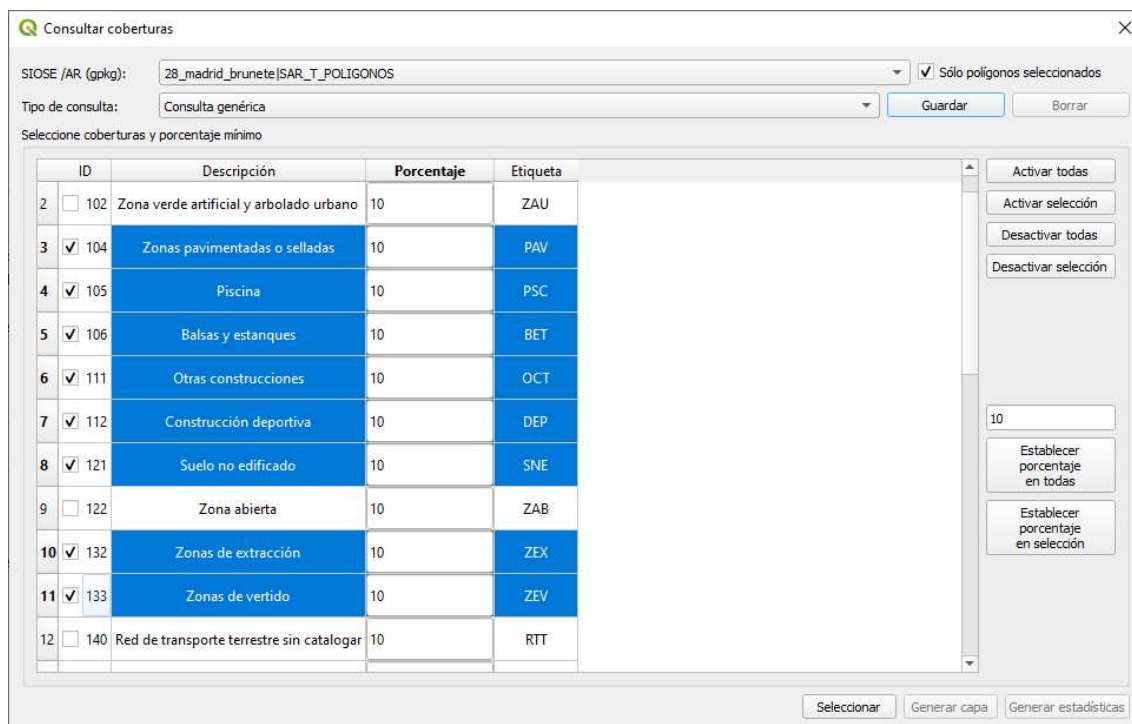 Consultar coberturas
SIOSE /AR (gpkg): 28_madrid_brunete|SAR_T_POLIGONOS Sólo polígonos seleccionados
Tipo de consulta: Consulta genérica Guardar Borrar
Seleccione coberturas y porcentaje mínimo
ID Descripción Porcentaje Etiqueta
2 102 Zona verde artificial y arbolado urbano 10 ZAU
3 104 Zonas pavimentadas o selladas 10 PAV
4 105 Piscina 10 PSC
5 106 Balsas y estanques 10 BET
6 111 Otras construcciones 10 OCT
7 112 Construcción deportiva 10 DEP
8 121 Suelo no edificado 10 SNE
9 122 Zona abierta 10 ZAB
10 132 Zonas de extracción 10 ZEX
11 133 Zonas de vertido 10 ZEV
12 140 Red de transporte terrestre sin catalogar 10 RTT
Activar todas
Activar selección
Desactivar todas
Desactivar selección
10
Establecer
porcentaje
en todas
Establecer
porcentaje
en selección
Seleccionar Generar capa Generar estadísticas